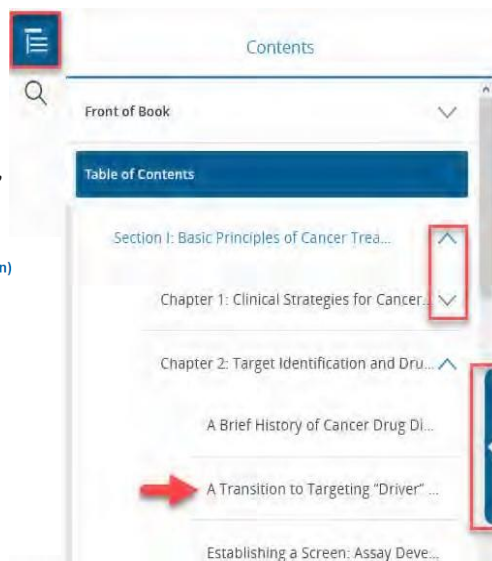 Contents
Front of Book
,
Table of Contents
Section I: Basic Principles of Cancer Trea...
n)
Chapter 1: Clinical Strategies for Cancer...
Chapter 2: Target Identification and Dru...
A Brief History of Cancer Drug Di...
A Transition to Targeting "Driver" ...
Establishing a Screen: Assay Deve...